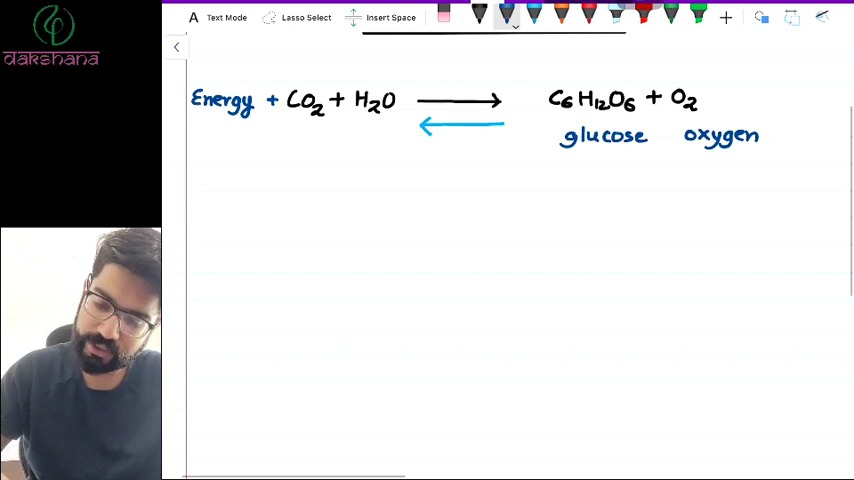 dakshana
Text Mode Lasso Select Insert Space
Energy + CO2 + H2O → C6H12O6 + O2
←
glucose oxygen